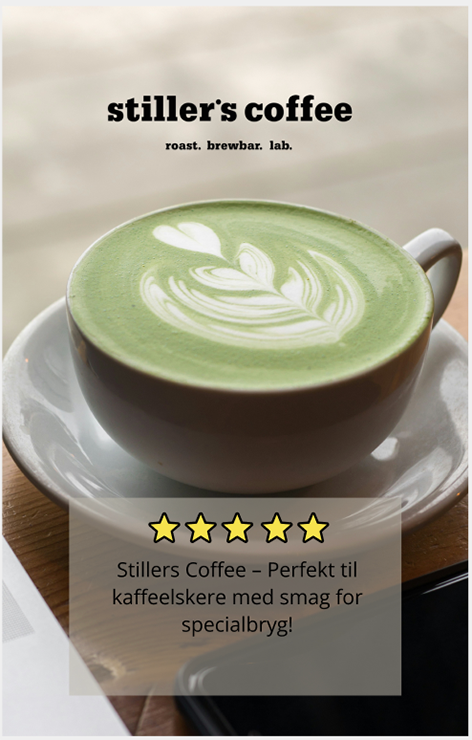 stiller's coffee
roast. brewbar. lab.
Stillers Coffee – Perfekt til
kaffeelskere med smag for
specialbryg!